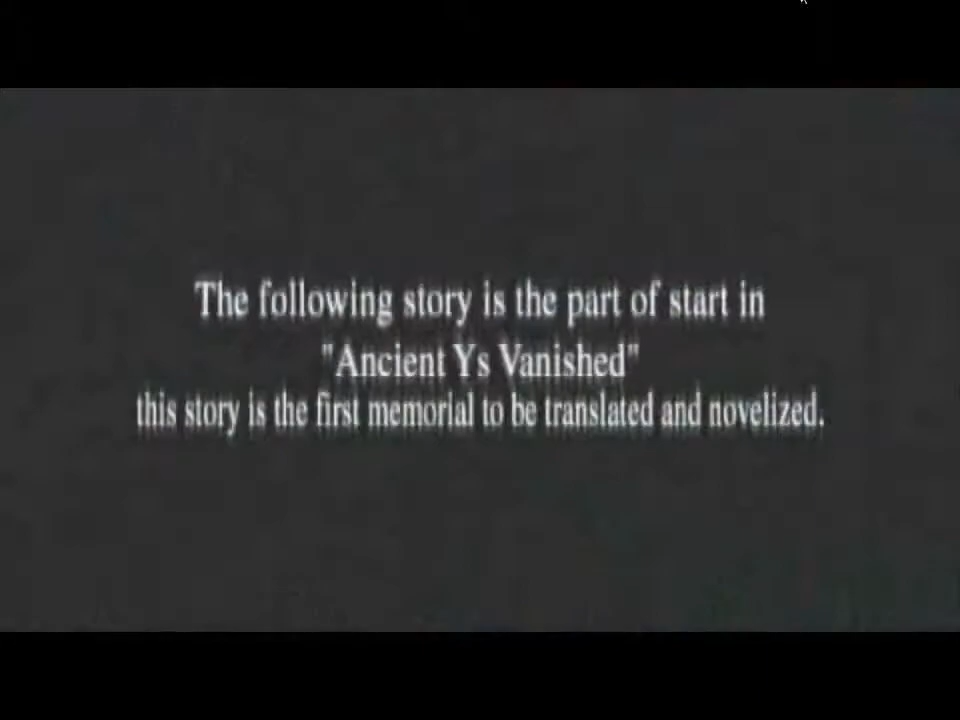 The following story is the part of start in
"Ancient Ys Vanished"
this story is the first memorial to be translated and novelized.